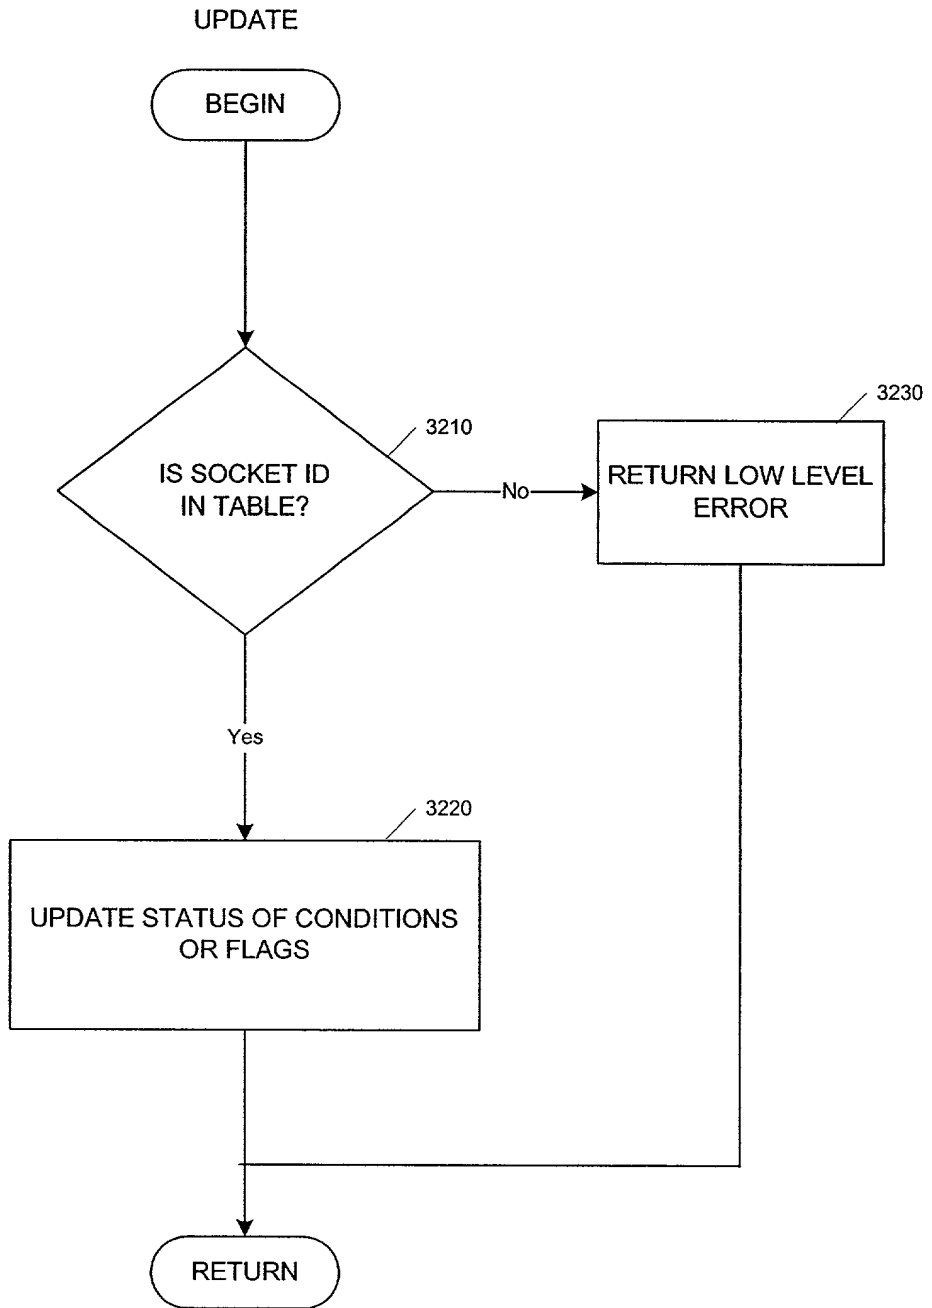 UPDATE
BEGIN
3210
IS SOCKET ID
IN TABLE?
No
3230
RETURN LOW LEVEL
ERROR
Yes
3220
UPDATE STATUS OF CONDITIONS
OR FLAGS
RETURN